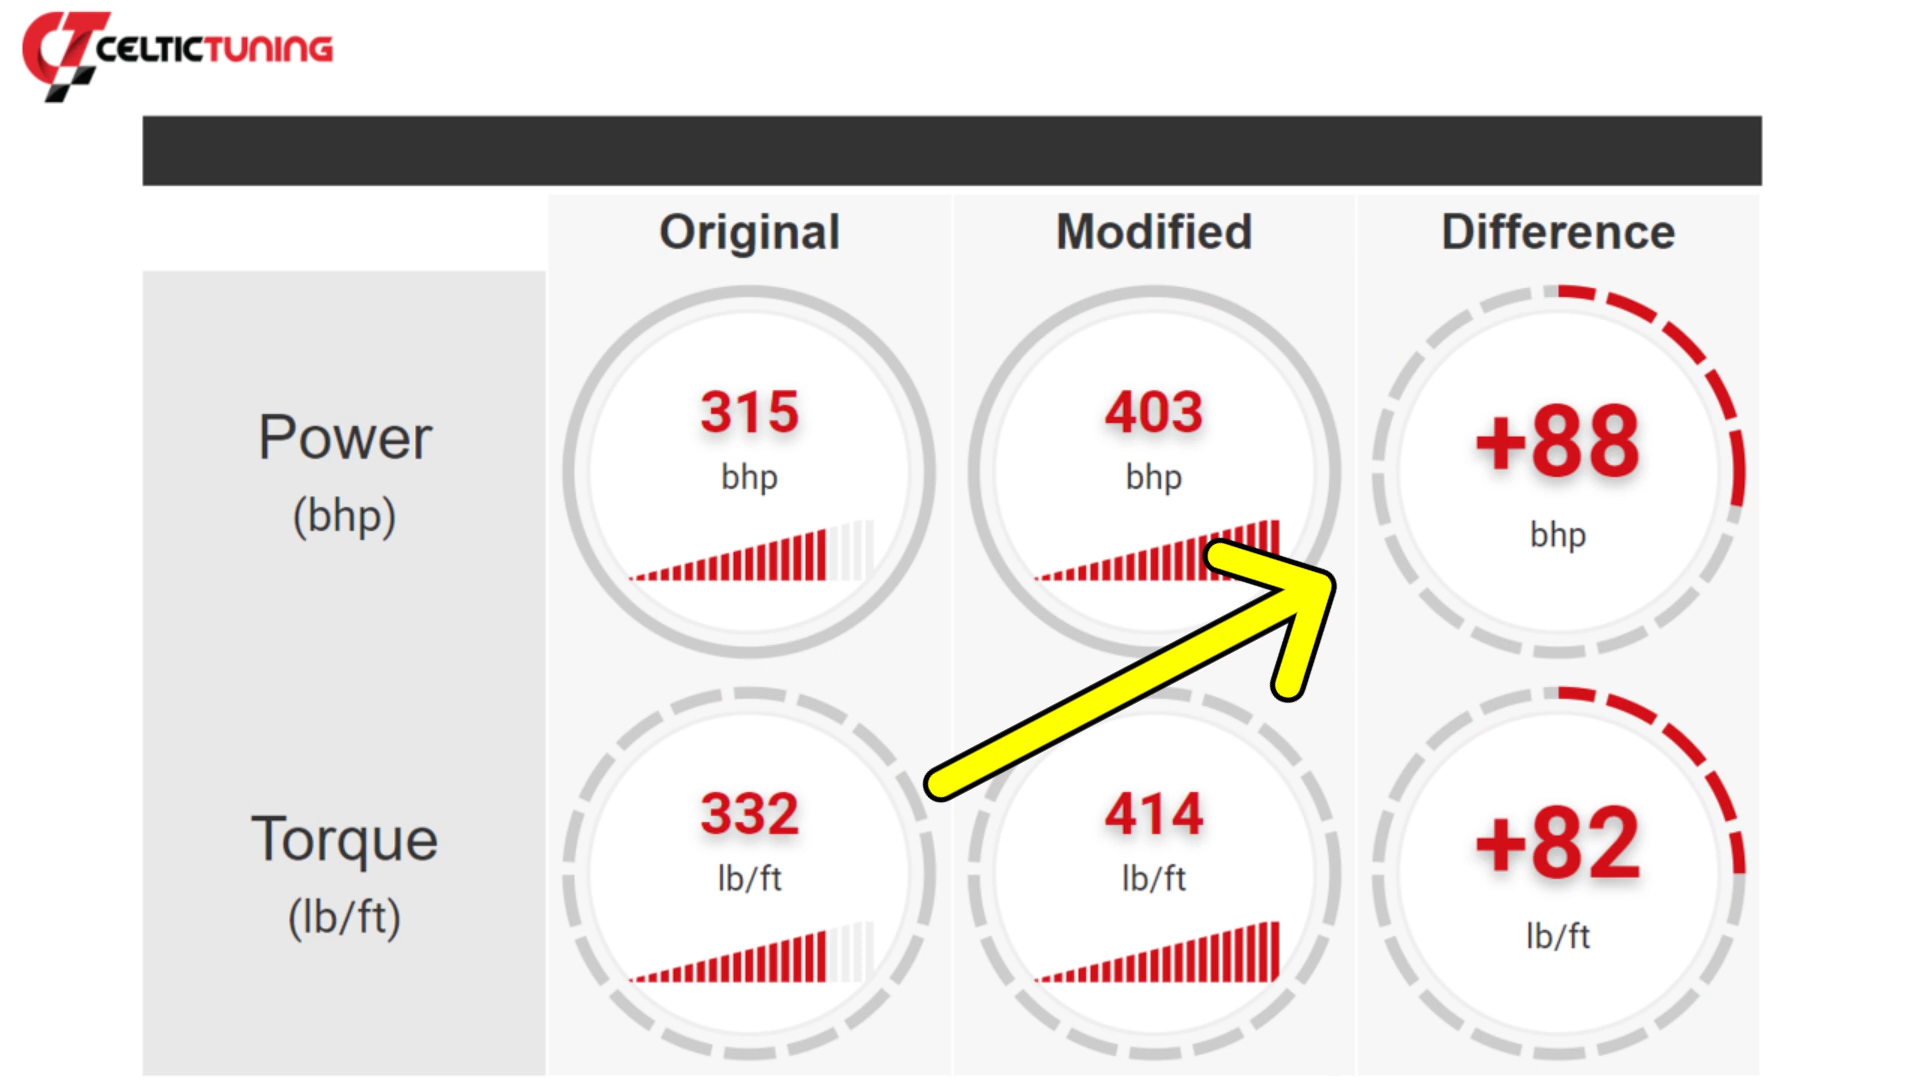 CELTICTUNING
Original Modified Difference
Power
(bhp)
315
bhp
403
bhp
+88
bhp
Torque
(lb/ft)
332
lb/ft
414
lb/ft
+82
lb/ft